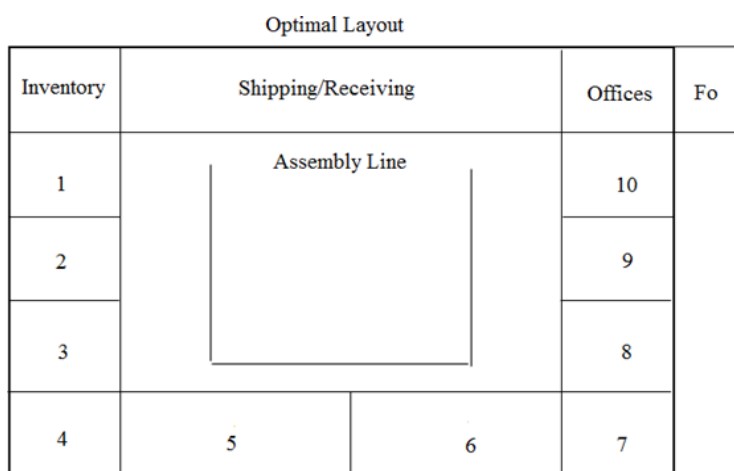 Optimal Layout
Inventory Shipping/Receiving Offices Fo
Assembly Line
1 10
2 9
3 8
4 5 6 7